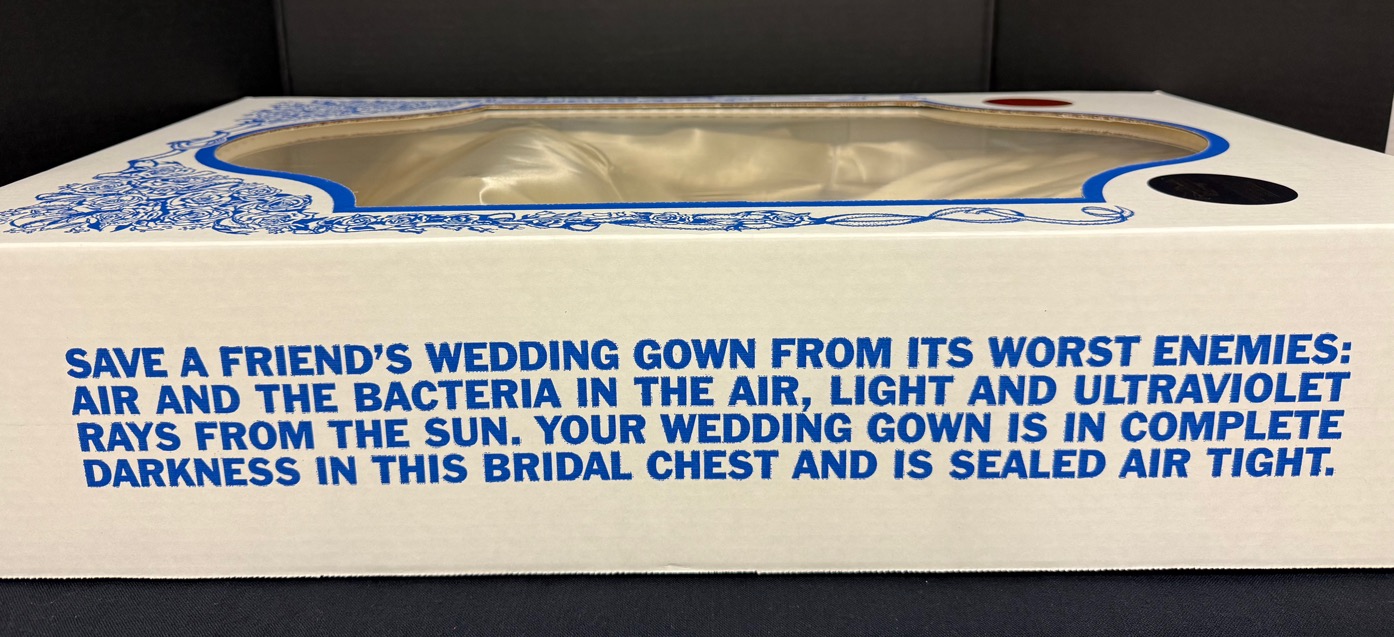 SAVE A FRIEND'S WEDDING GOWN FROM ITS WORST ENEMIES:
AIR AND THE BACTERIA IN THE AIR, LIGHT AND ULTRAVIOLET
RAYS FROM THE SUN. YOUR WEDDING GOWN IS IN COMPLETE
DARKNESS IN THIS BRIDAL CHEST AND IS SEALED AIR TIGHT.